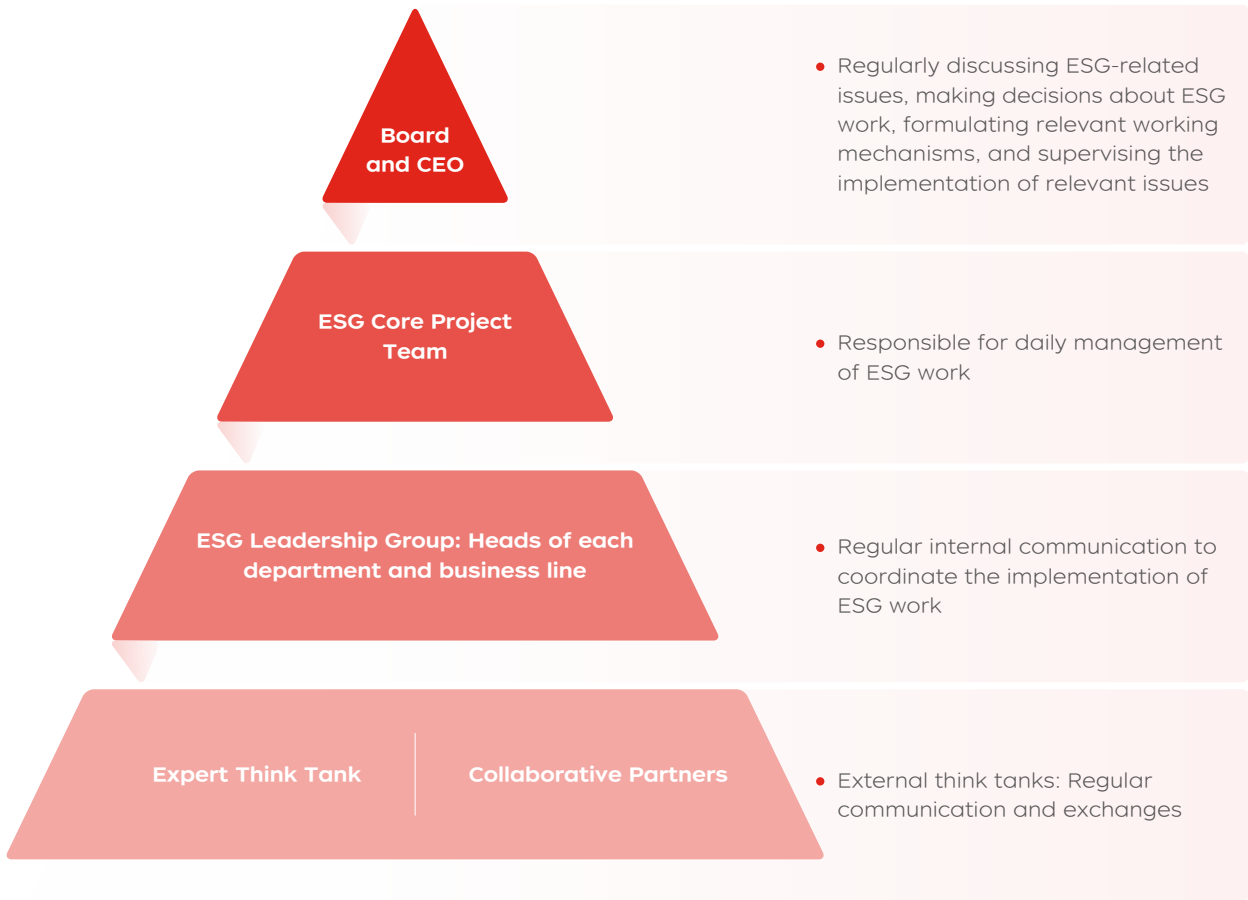 Board
and CEO
• Regularly discussing ESG-related
issues, making decisions about ESG
work, formulating relevant working
mechanisms, and supervising the
implementation of relevant issues
ESG Core Project
Team
• Responsible for daily management
of ESG work
ESG Leadership Group: Heads of each
department and business line
• Regular internal communication to
coordinate the implementation of
ESG work
Expert Think Tank
Collaborative Partners
• External think tanks: Regular
communication and exchanges